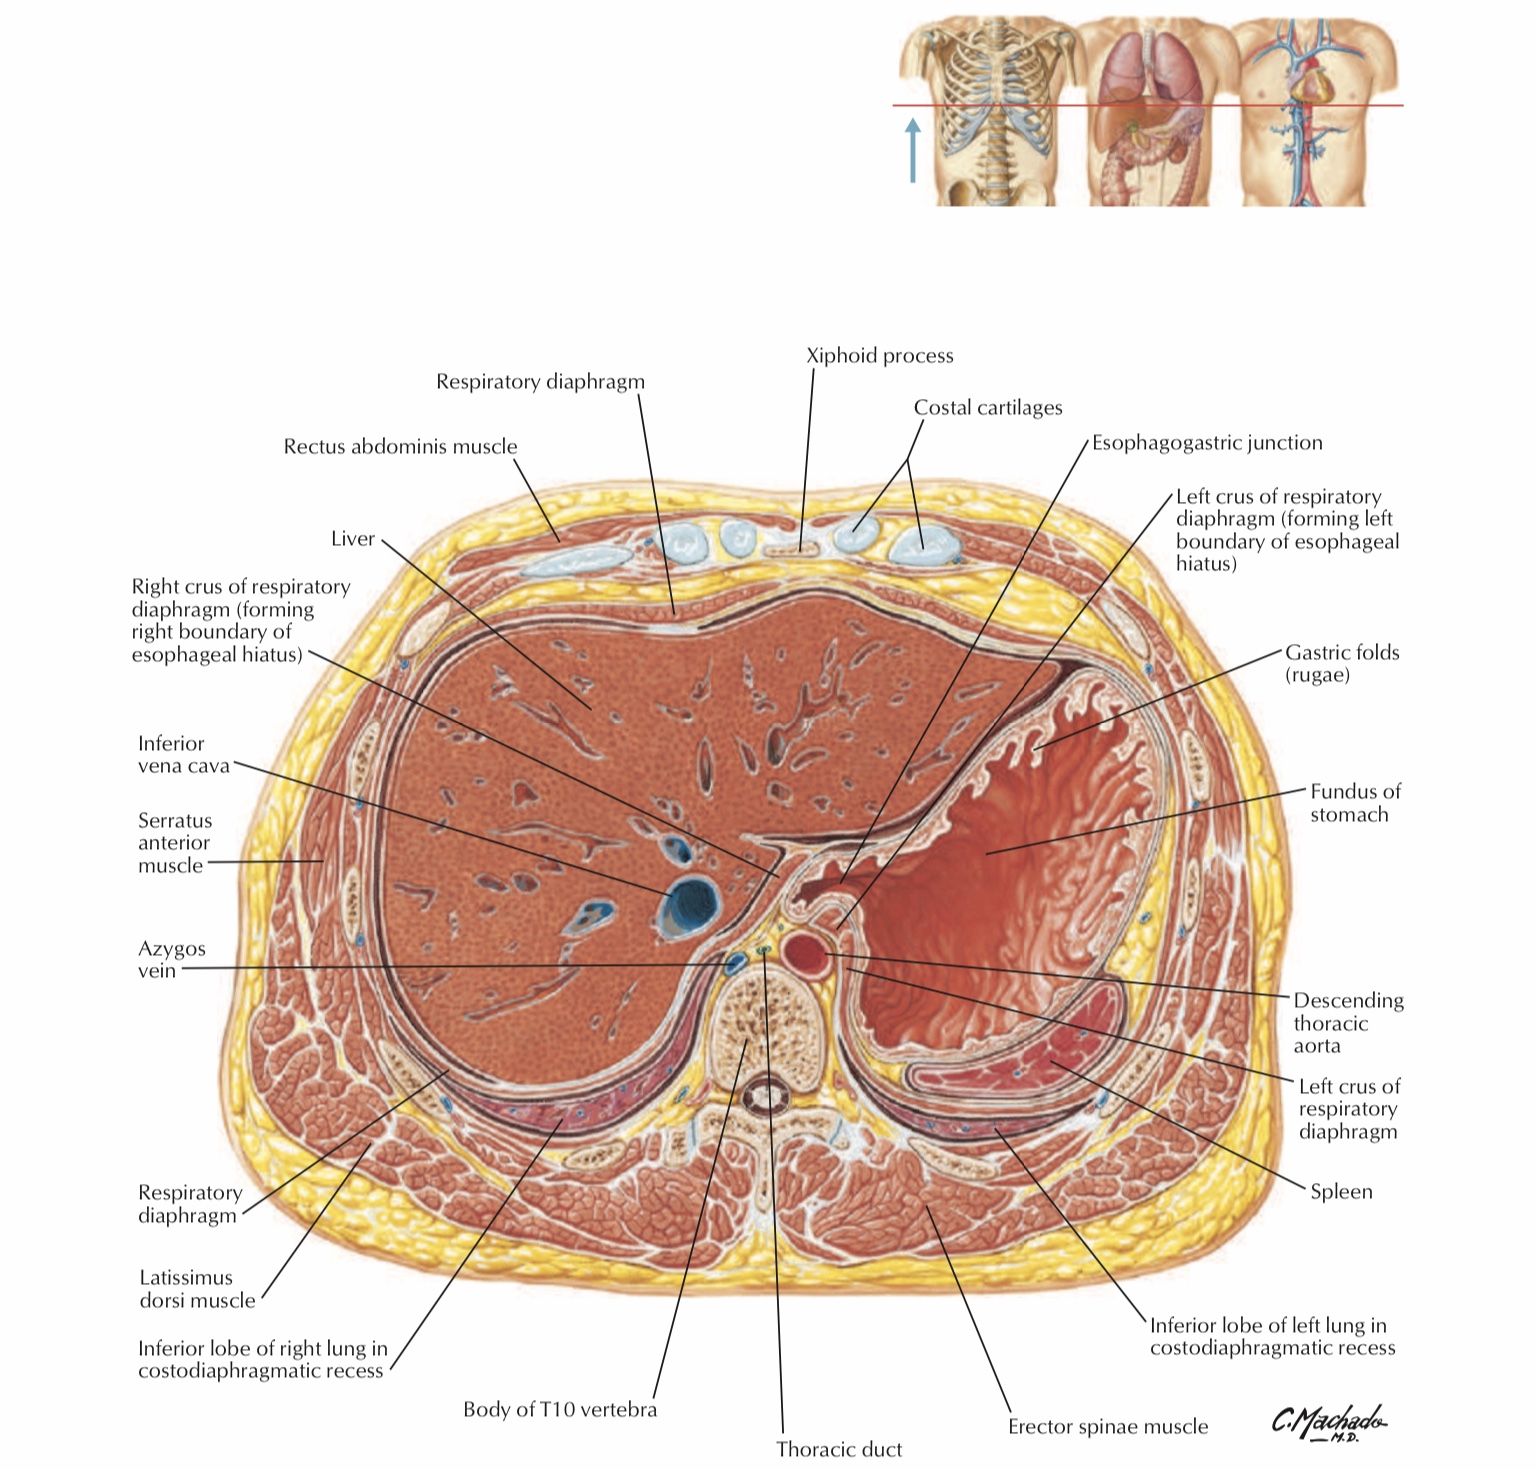 Xiphoid process
Respiratory diaphragm
Costal cartilages
Rectus abdominis muscle
Esophagogastric junction
Left crus of respiratory
diaphragm (forming left
boundary of esophageal
hiatus)
Liver
Right crus of respiratory
diaphragm (forming
right boundary of
esophageal hiatus)
Gastric folds
(rugae)
Inferior
vena cava
Fundus of
stomach
Serratus
anterior
muscle
Azygos
vein
Descending
thoracic
aorta
Left crus of
respiratory
diaphragm
Respiratory
diaphragm
Spleen
Latissimus
dorsi muscle
Inferior lobe of right lung in
costodiaphragmatic recess
Inferior lobe of left lung in
costodiaphragmatic recess
Body of T10 vertebra
Erector spinae muscle
Thoracic duct
C.Machado
M.D.